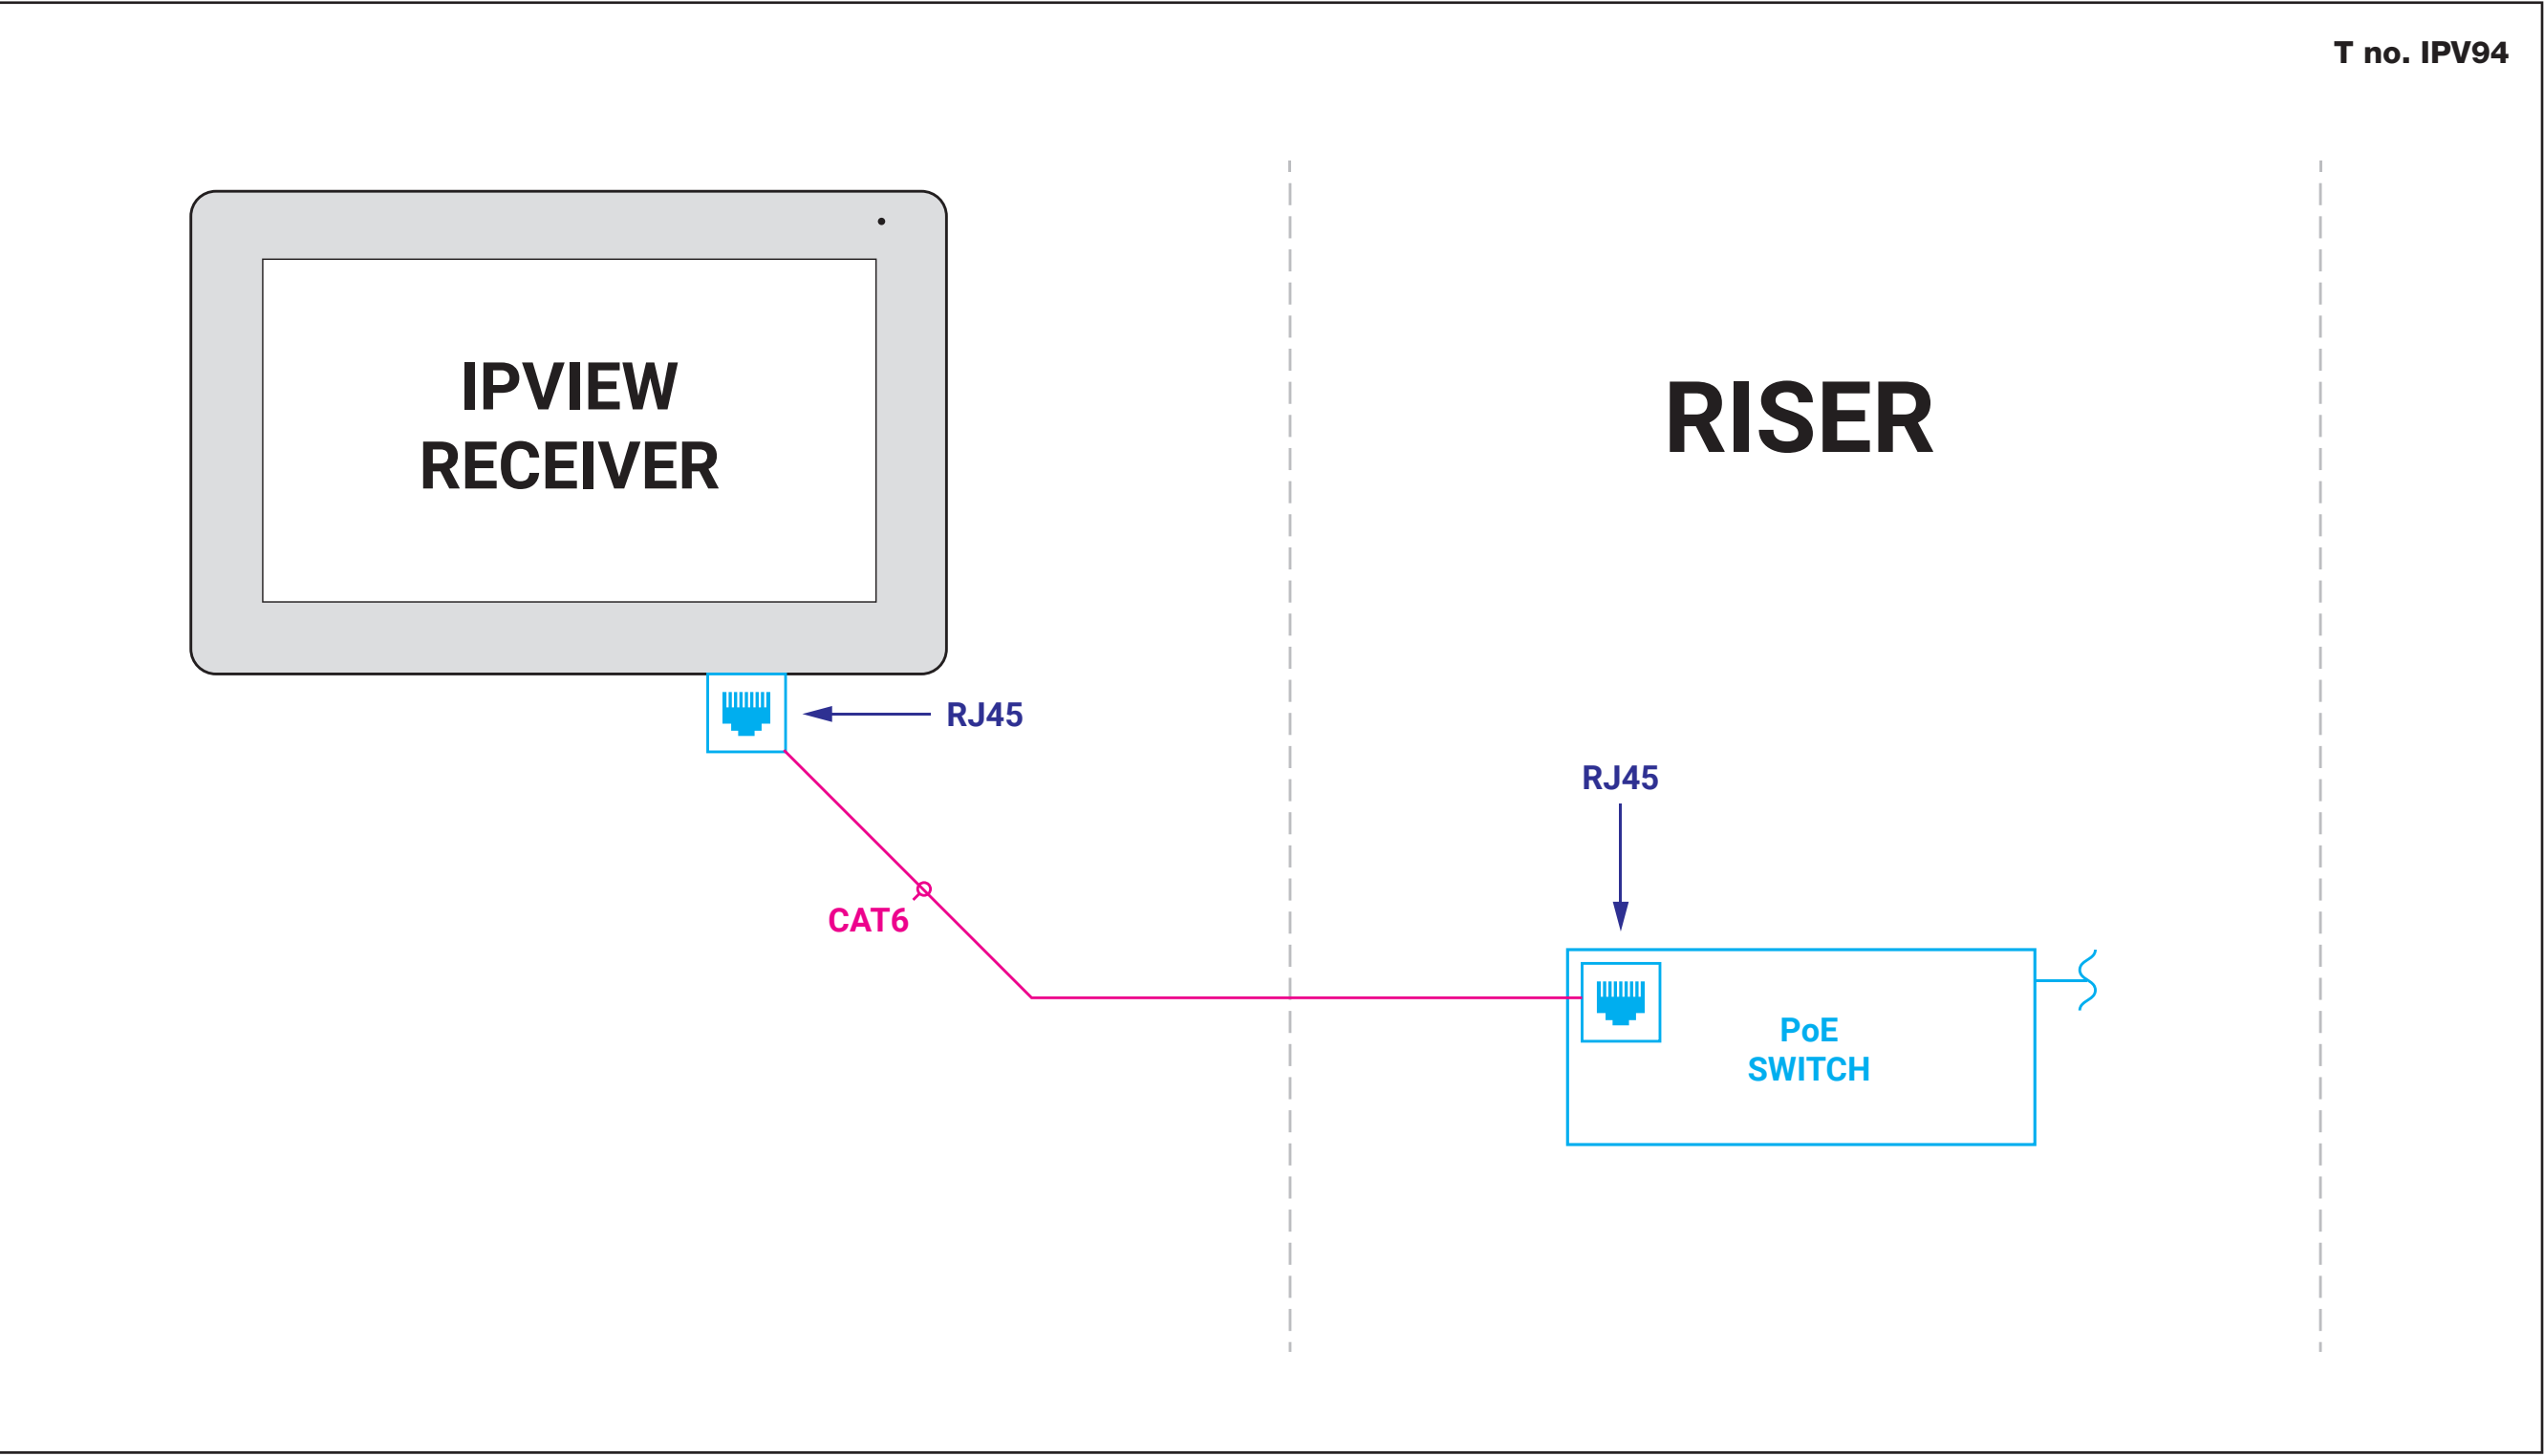 T no. IPV94
IPVIEW
RECEIVER
RISER
RJ45
RJ45
CAT6
PoE
SWITCH